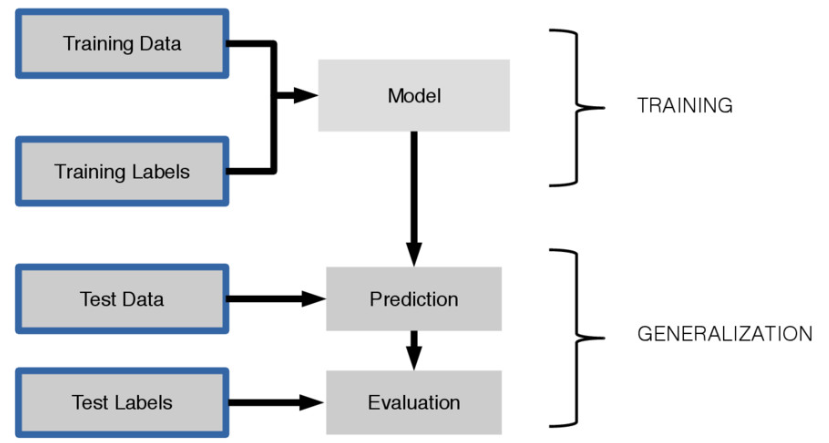 Training Data
Model
TRAINING
Training Labels
Test Data
Prediction
GENERALIZATION
Test Labels
Evaluation